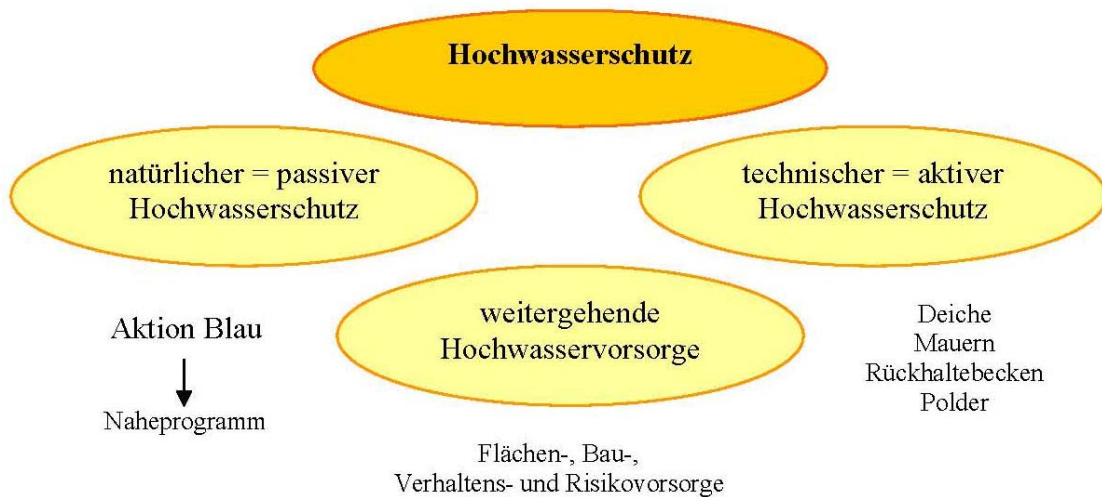 Hochwasserschutz
natürlicher = passiver
Hochwasserschutz
technischer = aktiver
Hochwasserschutz
Aktion Blau
Naheprogramm
weitergehende
Hochwasservorsorge
Flächen-, Bau-,
Verhaltens- und Risikovorsorge
Deiche
Mauern
Rückhaltebecken
Polder